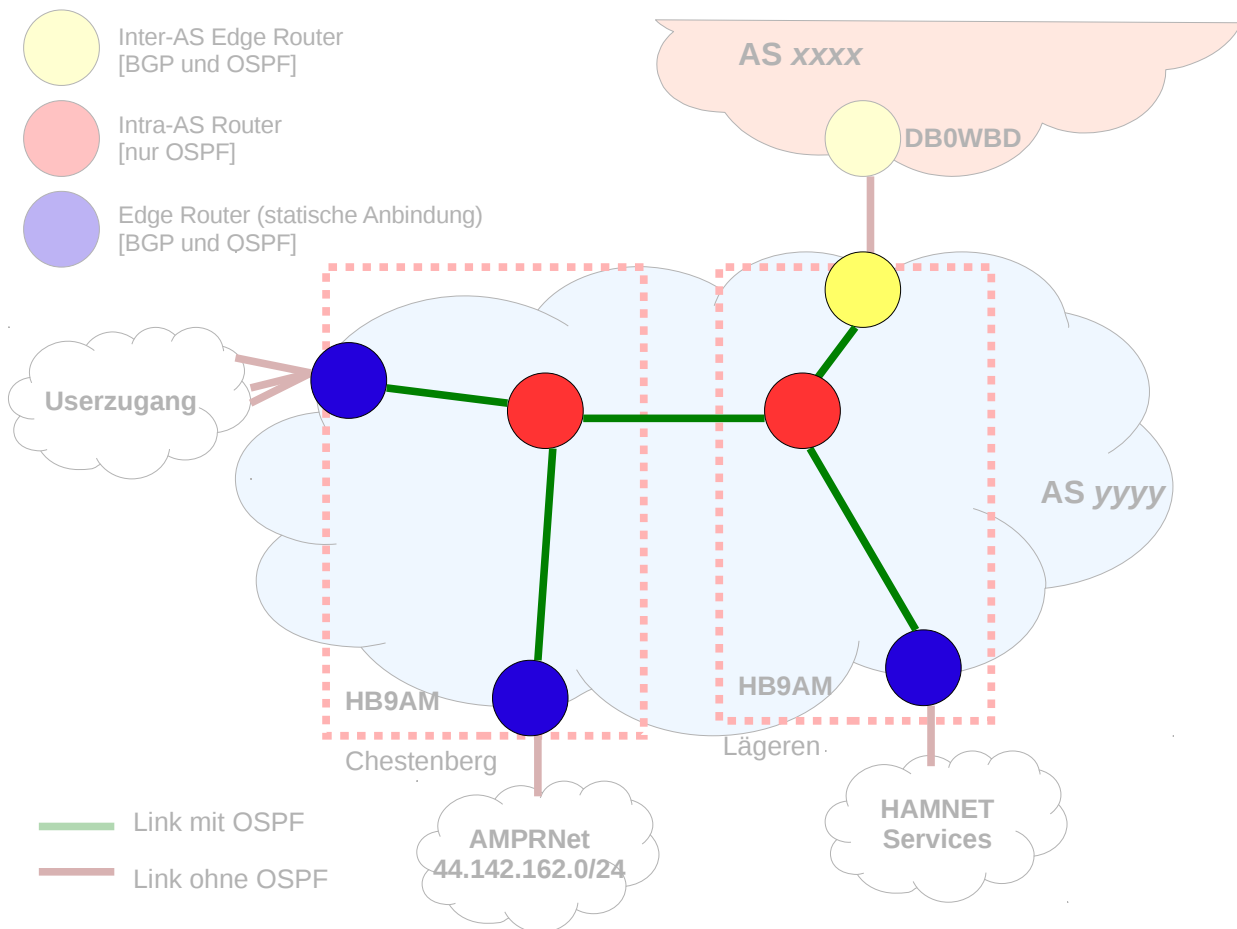 Inter-AS Edge Router
[BGP und OSPF]
Intra-AS Router
[nur OSPF]
Edge Router (statische Anbindung)
[BGP und OSPF]
AS xxxx
DB0WBD
Userzugang
AS yyyy
HB9AM
Chestenberg
HB9AM
Lägeren
AMPRNet
44.142.162.0/24
HAMNET
Services
Link mit OSPF
Link ohne OSPF